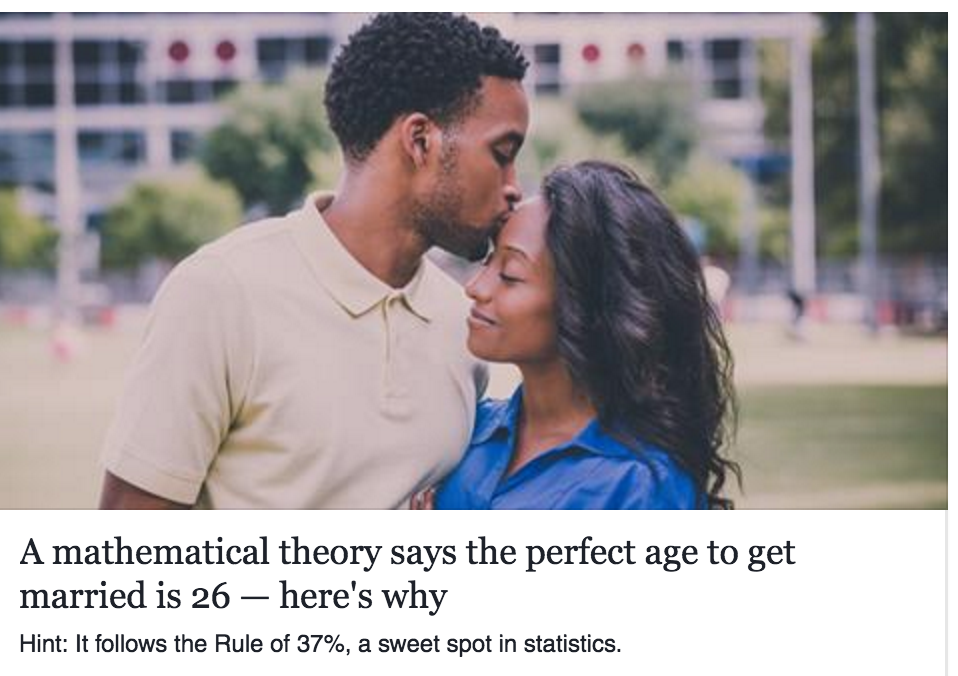 A mathematical theory says the perfect age to get
married is 26 — here's why
Hint: It follows the Rule of 37%, a sweet spot in statistics.